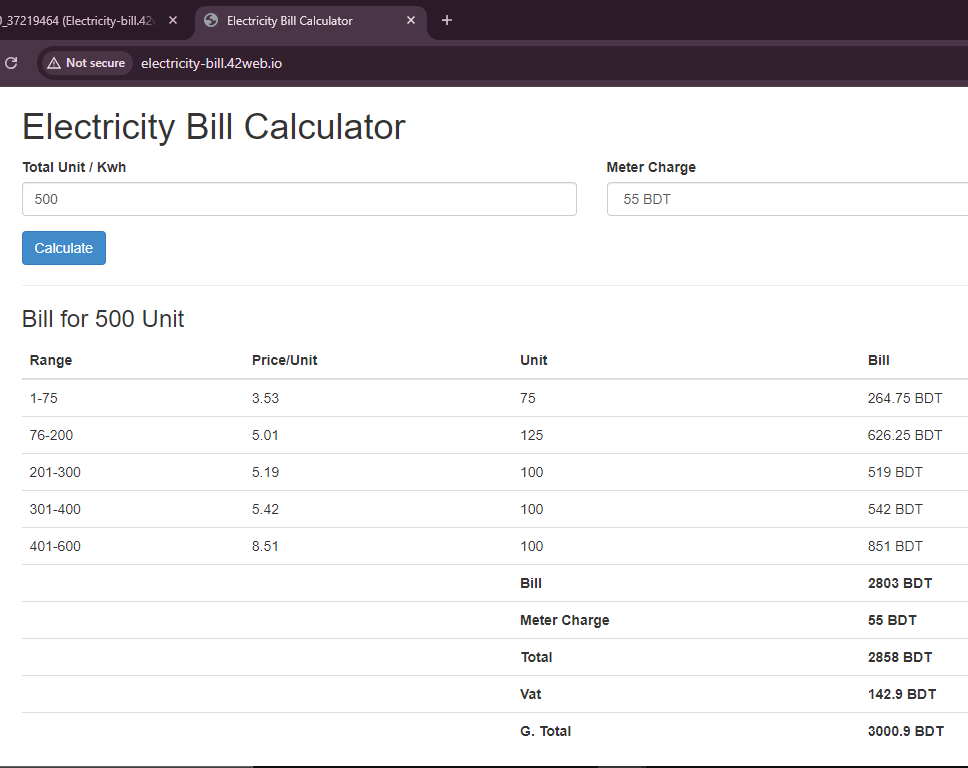 0_37219464 (Electricity-bill.42w
Electricity Bill Calculator
Not secure electricity-bill.42web.io
Electricity Bill Calculator
Total Unit / Kwh Meter Charge
500 55 BDT
Calculate
Bill for 500 Unit
Range Price/Unit Unit Bill
1-75 3.53 75 264.75 BDT
76-200 5.01 125 626.25 BDT
201-300 5.19 100 519 BDT
301-400 5.42 100 542 BDT
401-600 8.51 100 851 BDT
Bill 2803 BDT
Meter Charge 55 BDT
Total 2858 BDT
Vat 142.9 BDT
G. Total 3000.9 BDT